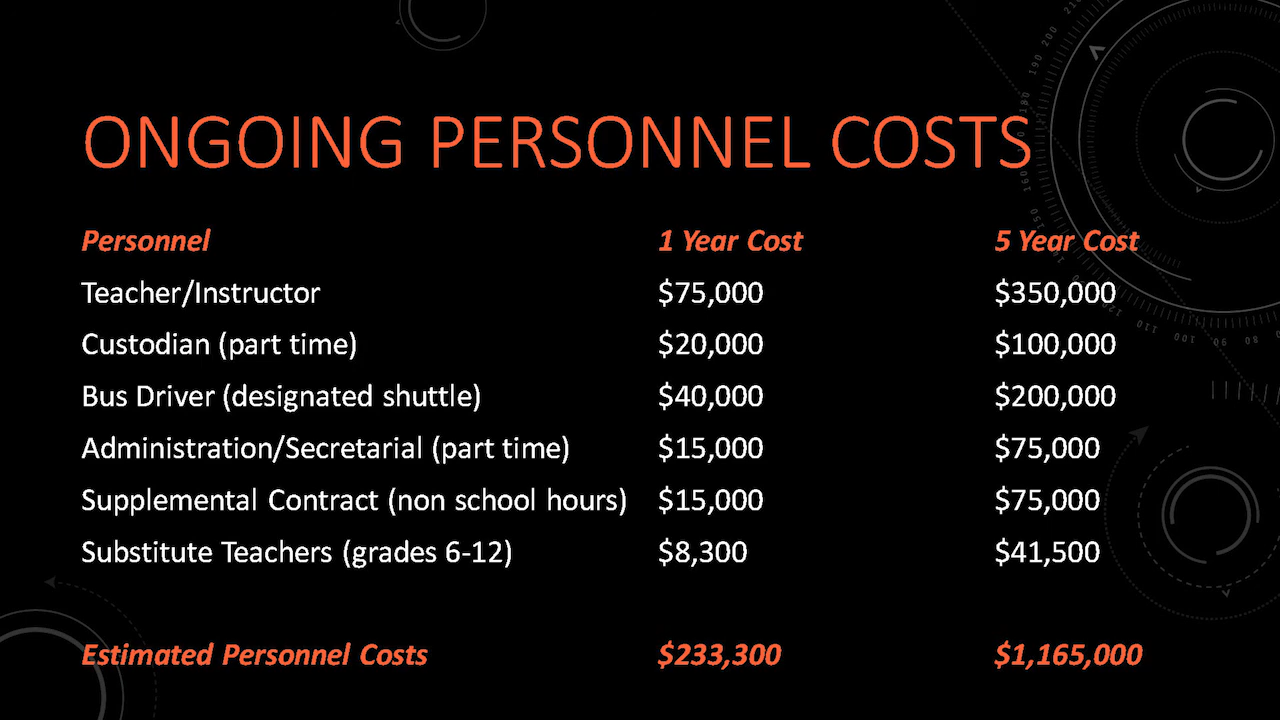 ONGOING PERSONNEL COSTS
Personnel 1 Year Cost 5 Year Cost
Teacher/Instructor $75,000 $350,000
Custodian (part time) $20,000 $100,000
Bus Driver (designated shuttle) $40,000 $200,000
Administration/Secretarial (part time) $15,000 $75,000
Supplemental Contract (non school hours) $15,000 $75,000
Substitute Teachers (grades 6-12) $8,300 $41,500
Estimated Personnel Costs $233,300 $1,165,000